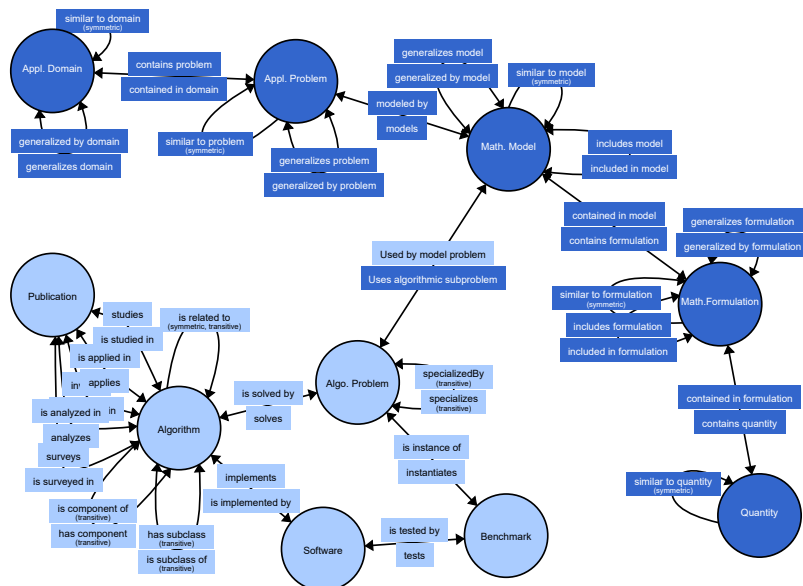 similar to domain
(symmetric)
Appl. Domain
contains problem
contained in domain
generalized by domain
generalizes domain
Appl. Problem
similar to problem
(symmetric)
generalizes problem
generalized by problem
modeled by
models
generalizes model
generalized by model
similar to model
(symmetric)
Math. Model
includes model
included in model
contained in model
contains formulation
generalizes formulation
generalized by formulation
Math.Formulation
similar to formulation
(symmetric)
includes formulation
included in formulation
Used by model problem
Uses algorithmic subproblem
contained in formulation
contains quantity
similar to quantity
(symmetric)
Quantity
Publication
studies
is studied in
is applied in
applies
in
is analyzed in
analyzes
surveys
is surveyed in
is related to
(symmetric, transitive)
Algorithm
is solved by
solves
Algo. Problem
specializedBy
(transitive)
specializes
(transitive)
is instance of
instantiates
implements
is implemented by
is component of
(transitive)
has component
(transitive)
has subclass
(transitive)
is subclass of
(transitive)
Software
is tested by
tests
Benchmark